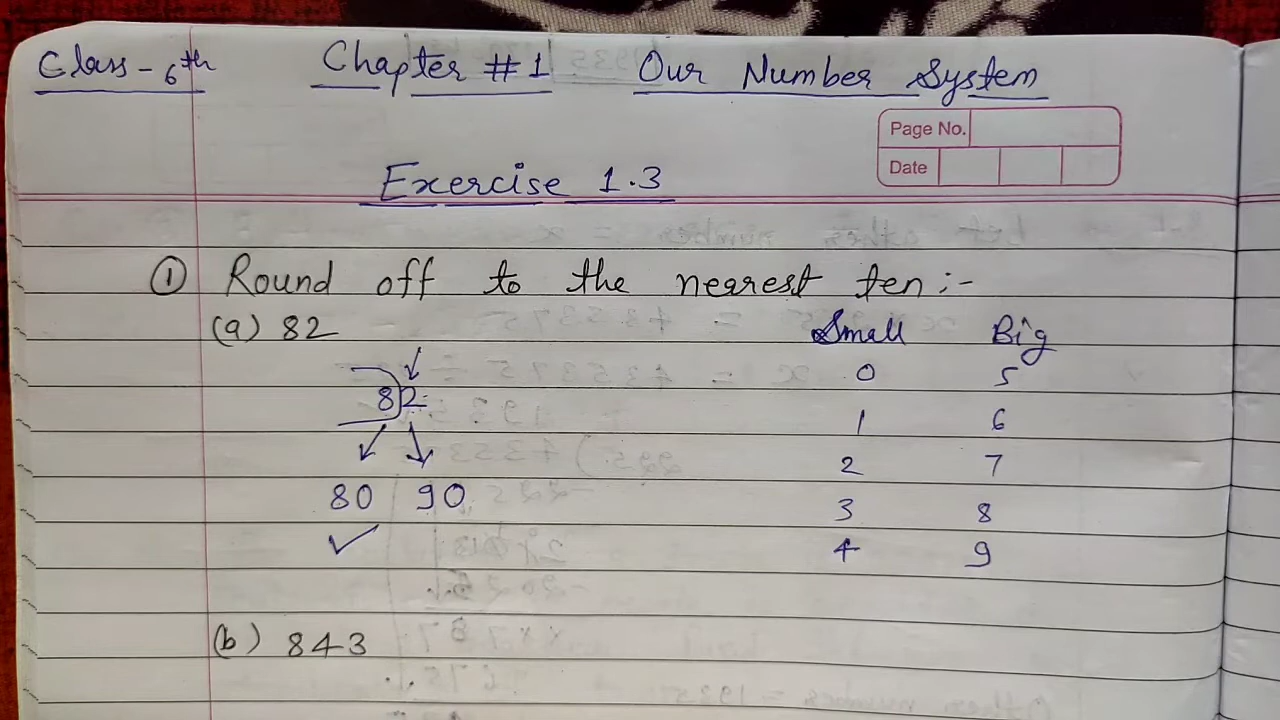 Class - 6th Chapter # 1 Our Number System
Page No.
Date
Exercise 1.3
① Round off to the nearest ten :-
(a) 82
Small Big
0 5
82
1 6
2 7
80 90
3 8
4 9
(b) 843